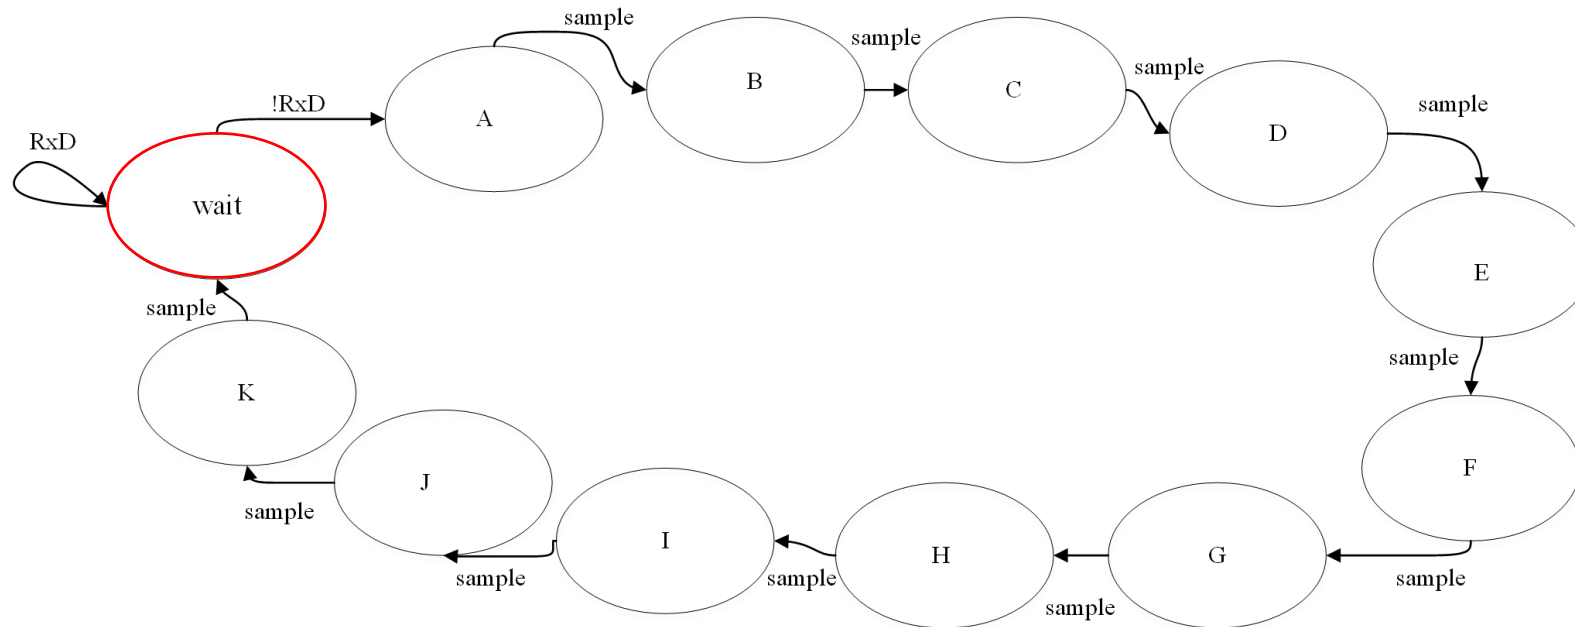 sample
B
sample
C
sample
D
sample
!RxD
A
RxD
wait
E
sample
sample
K
F
J
sample
I
H
G
sample
sample
sample
sample